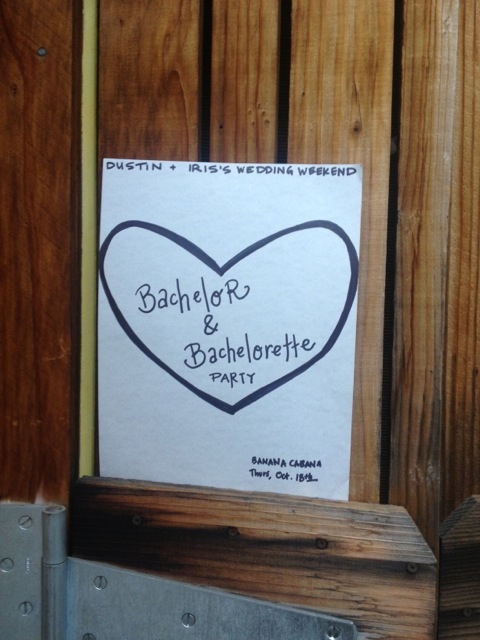 DUSTIN + IRIS'S WEDDING WEEKEND
BacheloR
&
Bachelorette
PARTY
BANANA CABANA
Thurs, Oct. 18th